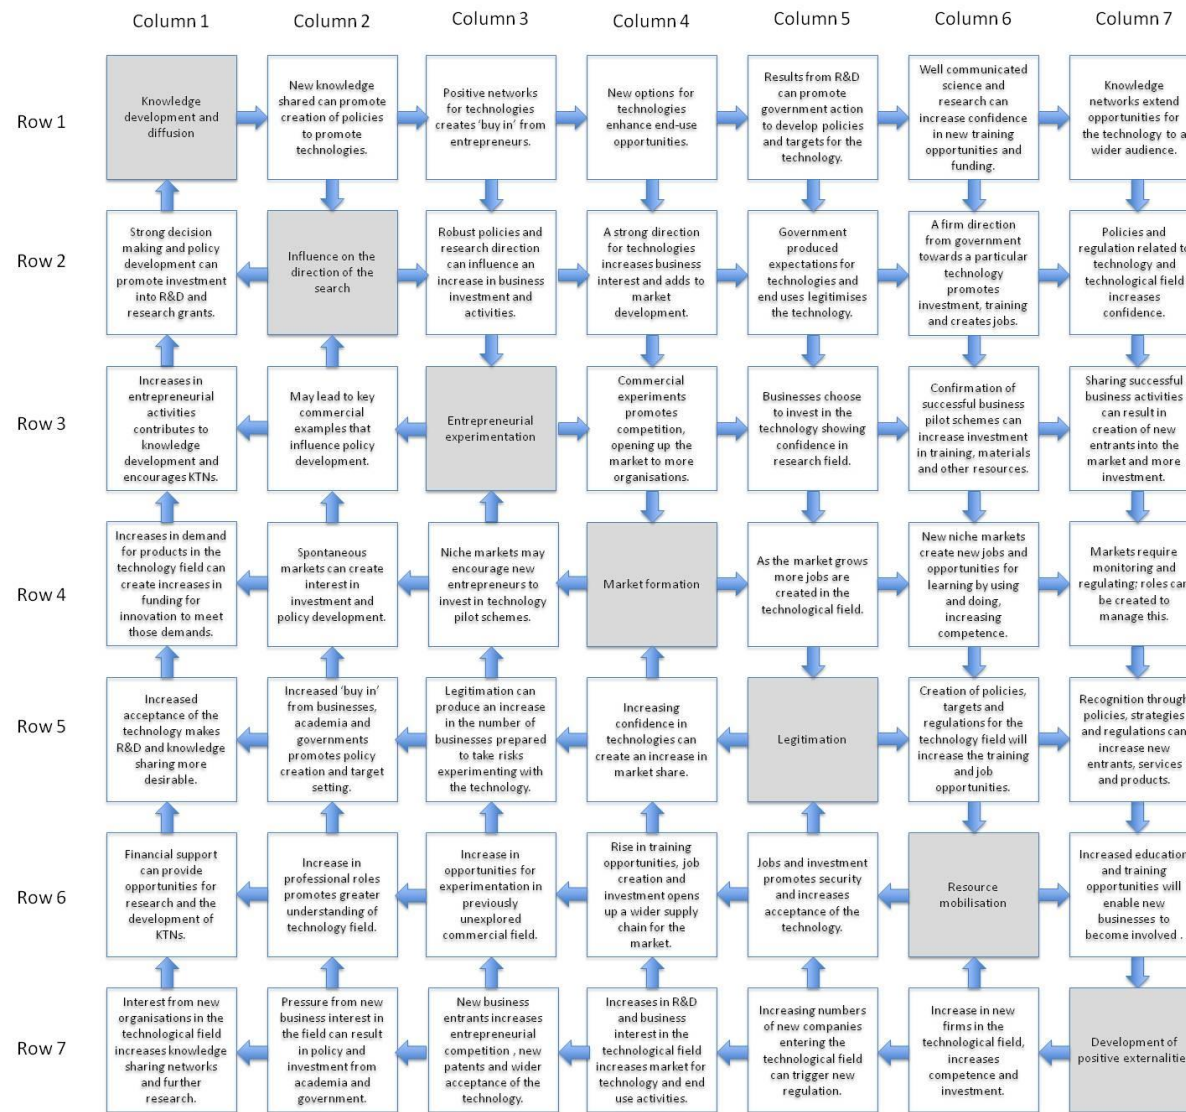 Column 1
Column 2
Column 3
Column 4
Column 5
Column 6
Column 7
Row 1
Knowledge
development and
diffusion
New knowledge
shared can promote
creation of policies
to promote
technologies.
Positive networks
for technologies
creates ‘buy in’ from
entrepreneurs.
New options for
technologies
enhance end-use
opportunities.
Results from R&D
can promote
government action
to develop policies
and targets for the
technology.
Well communicated
science and
research can
increase confidence
in new training
opportunities and
funding.
Knowledge
networks extend
opportunities for
the technology to a
wider audience.
Row 2
Strong decision
making and policy
development can
promote investment
into R&D and
research grants.
Influence on the
direction of the
search
Robust policies and
research direction
can influence an
increase in business
investment and
activities.
A strong direction
for technologies
increases business
interest and adds to
market
development.
Government
produced
expectations for
technologies and
end uses legitimises
the technology.
A firm direction
from government
towards a particular
technology
promotes
investment, training
and creates jobs.
Policies and
regulation related to
technology and
technological field
increases
confidence.
Row 3
Increases in
entrepreneurial
activities
contributes to
knowledge
development and
encourages KTNs.
May lead to key
commercial
examples that
influence policy
development.
Entrepreneurial
experimentation
Commercial
experiments
promotes
competition,
opening up the
market to more
organisations.
Businesses choose
to invest in the
technology showing
confidence in
research field.
Confirmation of
successful business
pilot schemes can
increase investment
in training, materials
and other resources.
Sharing successful
business activities
can result in
creation of new
entrants into the
market and more
investment.
Row 4
Increases in demand
for products in the
technology field can
create increases in
funding for
innovation to meet
those demands.
Spontaneous
markets can create
interest in
investment and
policy development.
Niche markets may
encourage new
entrepreneurs to
invest in technology
pilot schemes.
Market formation
As the market grows
more jobs are
created in the
technological field.
New niche markets
create new jobs and
opportunities for
learning by using
and doing,
increasing
competence.
Markets require
monitoring and
regulating; roles can
be created to
manage this.
Row 5
Increased
acceptance of the
technology makes
R&D and knowledge
sharing more
desirable.
Increased ‘buy in’
from businesses,
academia and
governments
promotes policy
creation and target
setting.
Legitimation can
produce an increase
in the number of
businesses prepared
to take risks
experimenting with
the technology.
Increasing
confidence in
technologies can
create an increase in
market share.
Legitimation
Creation of policies,
targets and
regulations for the
technology field will
increase the training
and job
opportunities.
Recognition through
policies, strategies
and regulations can
increase new
entrants, services
and products.
Row 6
Financial support
can provide
opportunities for
research and the
development of
KTNs.
Increase in
professional roles
promotes greater
understanding of
technology field.
Increase in
opportunities for
experimentation in
previously
unexplored
commercial field.
Rise in training
opportunities, job
creation and
investment opens
up a wider supply
chain for the
market.
Jobs and investment
promotes security
and increases
acceptance of the
technology.
Resource
mobilisation
Increased education
and training
opportunities will
enable new
businesses to
become involved .
Row 7
Interest from new
organisations in the
technological field
increases knowledge
sharing networks
and further
research.
Pressure from new
business interest in
the field can result
in policy and
investment from
academia and
government.
New business
entrants increases
entrepreneurial
competition , new
patents and wider
acceptance of the
technology.
Increases in R&D
and business
interest in the
technological field
increases market for
technology and end
use activities.
Increasing numbers
of new companies
entering the
technological field
can trigger new
regulation.
Increase in new
firms in the
technological field,
increases
competence and
investment.
Development of
positive externalities